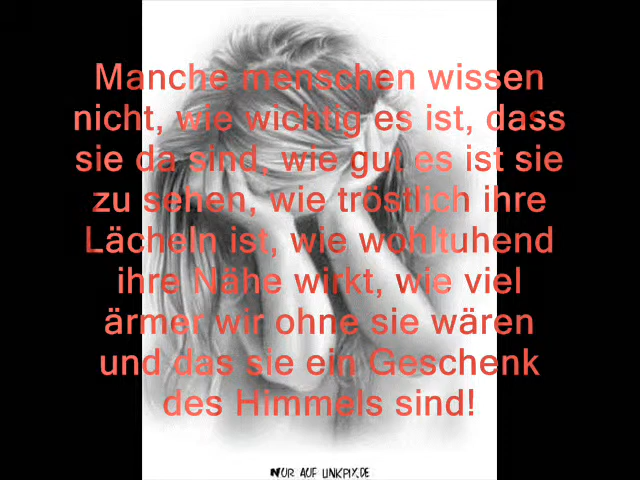 Manche menschen wissen
nicht, wie wichtig es ist, dass
sie da sind, wie gut es ist sie
zu sehen, wie tröstlich ihre
Lächeln ist, wie wohltuhend
ihre Nähe wirkt, wie viel
ärmer wir ohne sie wären
und das sie ein Geschenk
des Himmels sind!
NUR AUF LINKPIX.DE